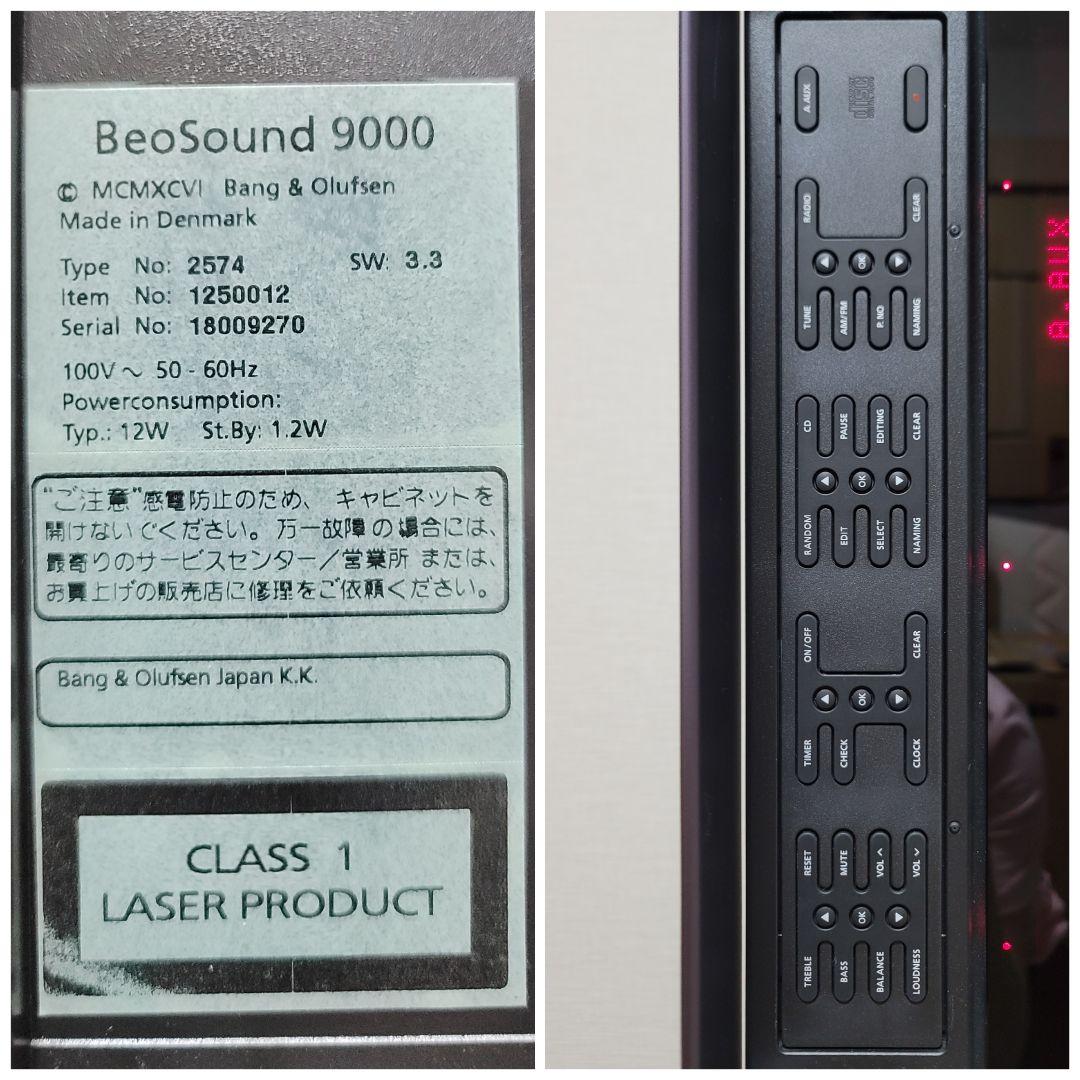 BeoSound 9000
© MCMXCVI Bang & Olufsen
Made in Denmark
Type No: 2574 SW: 3.3
Item No: 1250012
Serial No: 18009270
100V ~ 50 - 60Hz
Powerconsumption:
Typ.: 12W St.By: 1.2W
"ご注意"感電防止のため、キャビネットを
開けないでください。万一故障の場合には、
最寄りのサービスセンター/営業所 または、
お買上げの販売店に修理をご依頼ください。
Bang & Olufsen Japan K.K.
CLASS 1
LASER PRODUCT
A.AUX
RADIO
CLEAR
OK
TUNE
AM/FM
P.NO
NAMING
CD
PAUSE
EDITING
CLEAR
OK
RANDOM
EDIT
SELECT
NAMING
ON/OFF
CLEAR
OK
TIMER
CHECK
CLOCK
RESET
MUTE
VOL ∧
VOL ∨
OK
TREBLE
BASS
BALANCE
LOUDNESS
A.AUX